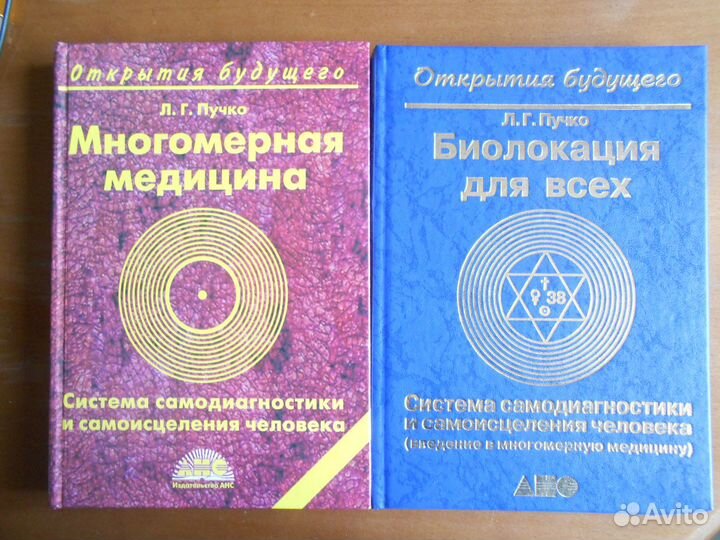 Открытия будущего
Л. Г. Пучко
Многомерная
медицина
Система самодиагностики
и самоисцеления человека
АНС
Издательство АНС
Открытия будущего
Л. Г. Пучко
Биолокация
для всех
38
Система самодиагностики
и самоисцеления человека
(введение в многомерную медицину)
АНС
Avito